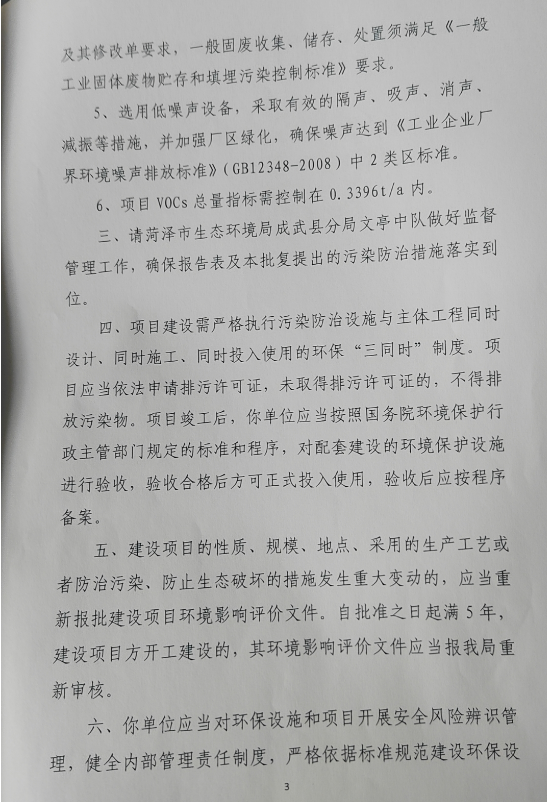 及其修改单要求，一般固废收集、储存、处置须满足《一般
工业固体废物贮存和填埋污染控制标准》要求。
5、选用低噪声设备，采取有效的隔声、吸声、消声、
减振等措施，并加强厂区绿化，确保噪声达到《工业企业厂
界环境噪声排放标准》(GB12348-2008) 中 2 类区标准。
6、项目 VOCs 总量指标需控制在 0.3396t/a 内。
三、请菏泽市生态环境局成武县分局文亭中队做好监督
管理工作，确保报告表及本批复提出的污染防治措施落实到
位。
四、项目建设需严格执行污染防治设施与主体工程同时
设计、同时施工、同时投入使用的环保“三同时”制度。项
目应当依法申请排污许可证，未取得排污许可证的，不得排
放污染物。项目竣工后，你单位应当按照国务院环境保护行
政主管部门规定的标准和程序，对配套建设的环境保护设施
进行验收，验收合格后方可正式投入使用，验收后应按程序
备案。
五、建设项目的性质、规模、地点、采用的生产工艺或
者防治污染、防止生态破坏的措施发生重大变动的，应当重
新报批建设项目环境影响评价文件。自批准之日起满 5 年，
建设项目方开工建设的，其环境影响评价文件应当报我局重
新审核。
六、你单位应当对环保设施和项目开展安全风险辨识管
理，健全内部管理责任制度，严格依据标准规范建设环保设
3